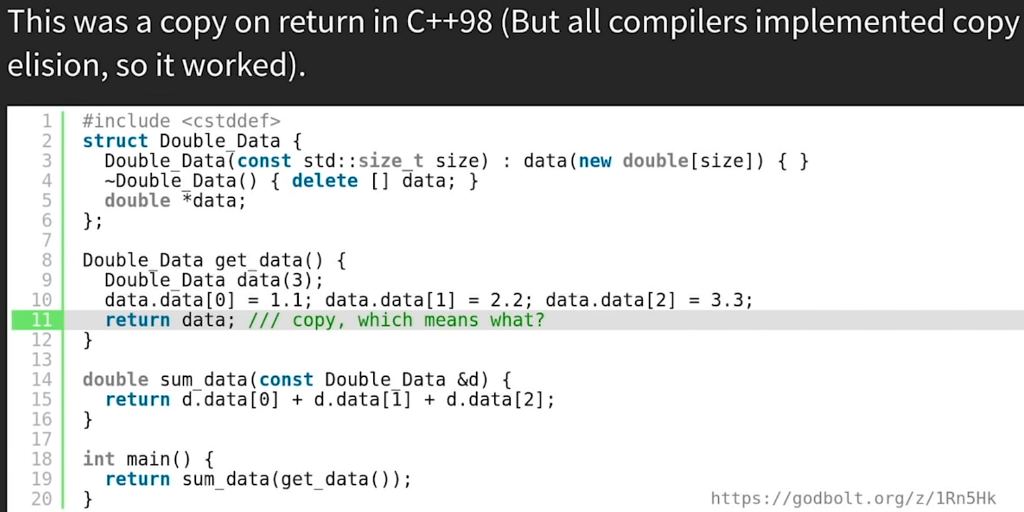 This was a copy on return in C++98 (But all compilers implemented copy
elision, so it worked).
1 #include <cstddef>
2 struct Double_Data {
3   Double_Data(const std::size_t size) : data(new double[size]) { }
4   ~Double_Data() { delete [] data; }
5   double *data;
6 };
7
8 Double_Data get_data() {
9   Double_Data data(3);
10   data.data[0] = 1.1; data.data[1] = 2.2; data.data[2] = 3.3;
11   return data; /// copy, which means what?
12 }
13
14 double sum_data(const Double_Data &d) {
15   return d.data[0] + d.data[1] + d.data[2];
16 }
17
18 int main() {
19   return sum_data(get_data());
20 }
https://godbolt.org/z/1Rn5Hk